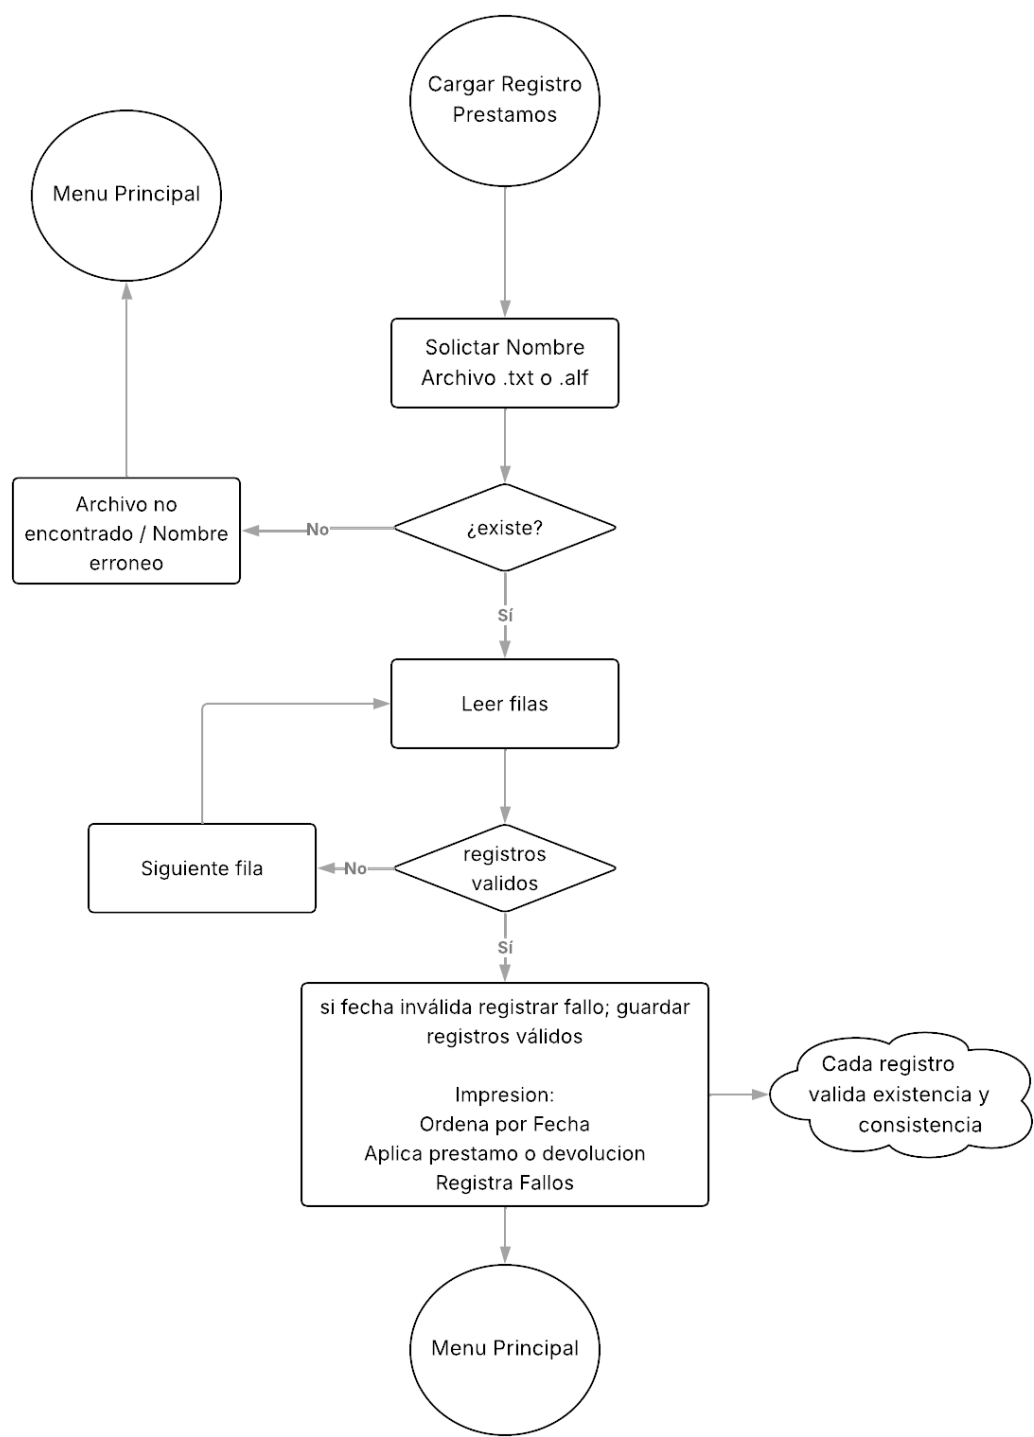 Cargar Registro
Prestamos
Menu Principal
Solictar Nombre
Archivo .txt o .alf
Archivo no
encontrado / Nombre
erroneo
No
¿existe?
Sí
Leer filas
Siguiente fila
No
registros
validos
Sí
si fecha inválida registrar fallo; guardar
registros válidos
Impresion:
Ordena por Fecha
Aplica prestamo o devolucion
Registra Fallos
Cada registro
valida existencia y
consistencia
Menu Principal